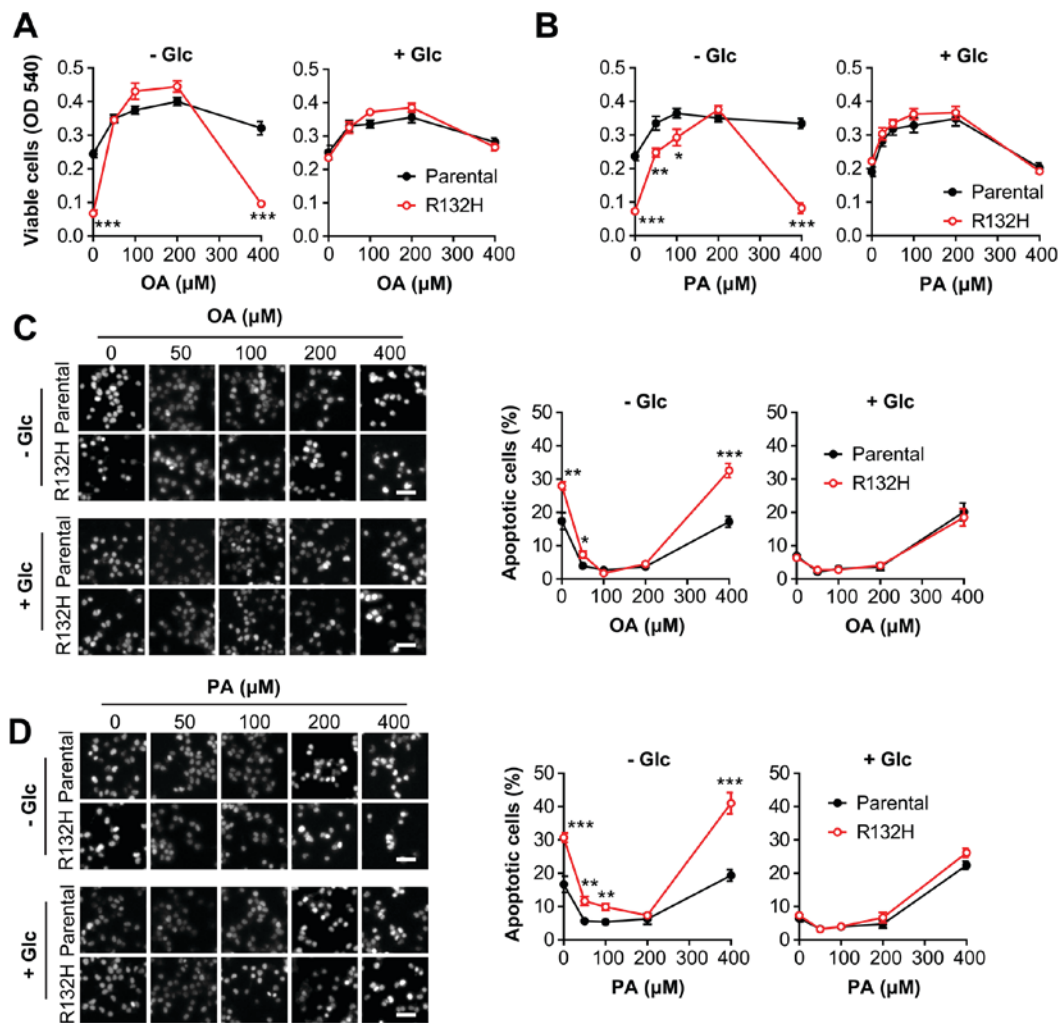 A
- Glc
+ Glc
Viable cells (OD 540)
0.5
0.4
0.3
0.2
0.1
0.0
***
***
0 100 200 300 400
OA (µM)
0.5
0.4
0.3
0.2
0.1
0.0
Parental
R132H
0 100 200 300 400
OA (µM)
B
- Glc
+ Glc
0.5
0.4
0.3
0.2
0.1
0.0
***
**
*
***
0 100 200 300 400
PA (µM)
0.5
0.4
0.3
0.2
0.1
0.0
Parental
R132H
0 100 200 300 400
PA (µM)
C
OA (µM)
0 50 100 200 400
- Glc
Parental
R132H
+ Glc
Parental
R132H
- Glc
+ Glc
Apoptotic cells (%)
50
40
30
20
10
0
**
*
***
0 100 200 300 400
OA (µM)
50
40
30
20
10
0
Parental
R132H
0 100 200 300 400
OA (µM)
D
PA (µM)
0 50 100 200 400
- Glc
Parental
R132H
+ Glc
Parental
R132H
- Glc
+ Glc
Apoptotic cells (%)
50
40
30
20
10
0
***
**
**
***
0 100 200 300 400
PA (µM)
50
40
30
20
10
0
Parental
R132H
0 100 200 300 400
PA (µM)